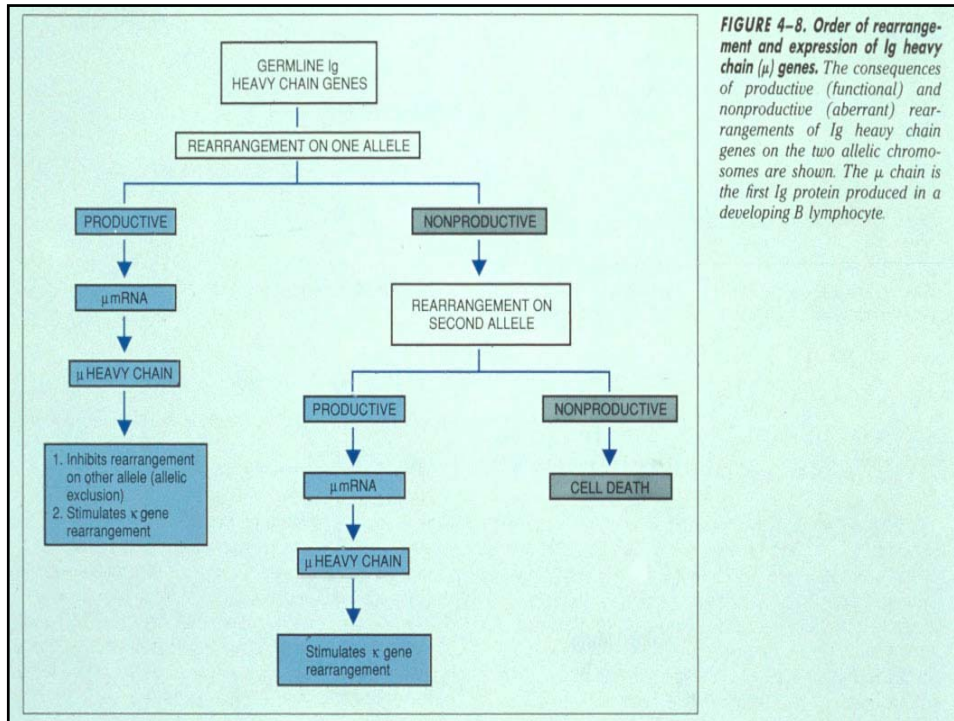 GERMLINE Ig
HEAVY CHAIN GENES
REARRANGEMENT ON ONE ALLELE
PRODUCTIVE
NONPRODUCTIVE
μmRNA
REARRANGEMENT ON
SECOND ALLELE
μHEAVY CHAIN
PRODUCTIVE
NONPRODUCTIVE
1. Inhibits rearrangement
on other allele (allelic
exclusion)
2. Stimulates κ gene
rearrangement
μmRNA
CELL DEATH
μHEAVY CHAIN
Stimulates κ gene
rearrangement
FIGURE 4–8. Order of rearrange-
ment and expression of Ig heavy
chain (μ) genes. The consequences
of productive (functional) and
nonproductive (aberrant) rear-
rangements of Ig heavy chain
genes on the two allelic chromo-
somes are shown. The μ chain is
the first Ig protein produced in a
developing B lymphocyte.